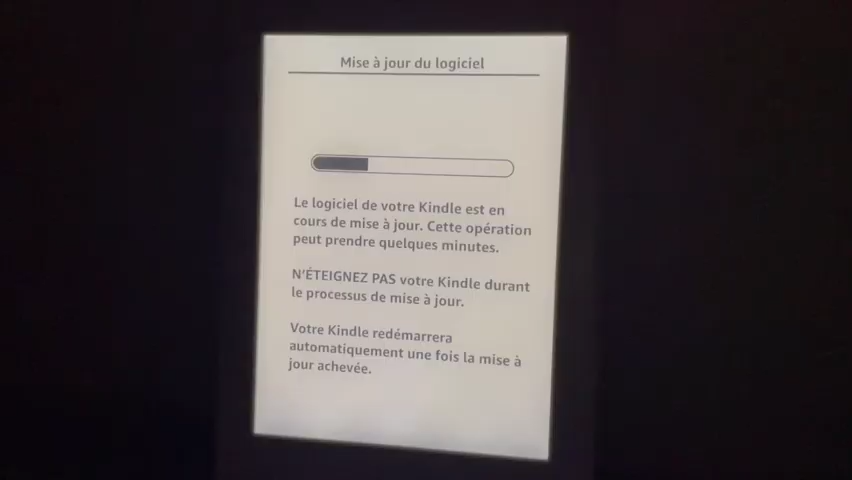 Mise à jour du logiciel
Le logiciel de votre Kindle est en
cours de mise à jour. Cette opération
peut prendre quelques minutes.
N'ÉTEIGNEZ PAS votre Kindle durant
le processus de mise à jour.
Votre Kindle redémarrera
automatiquement une fois la mise à
jour achevée.